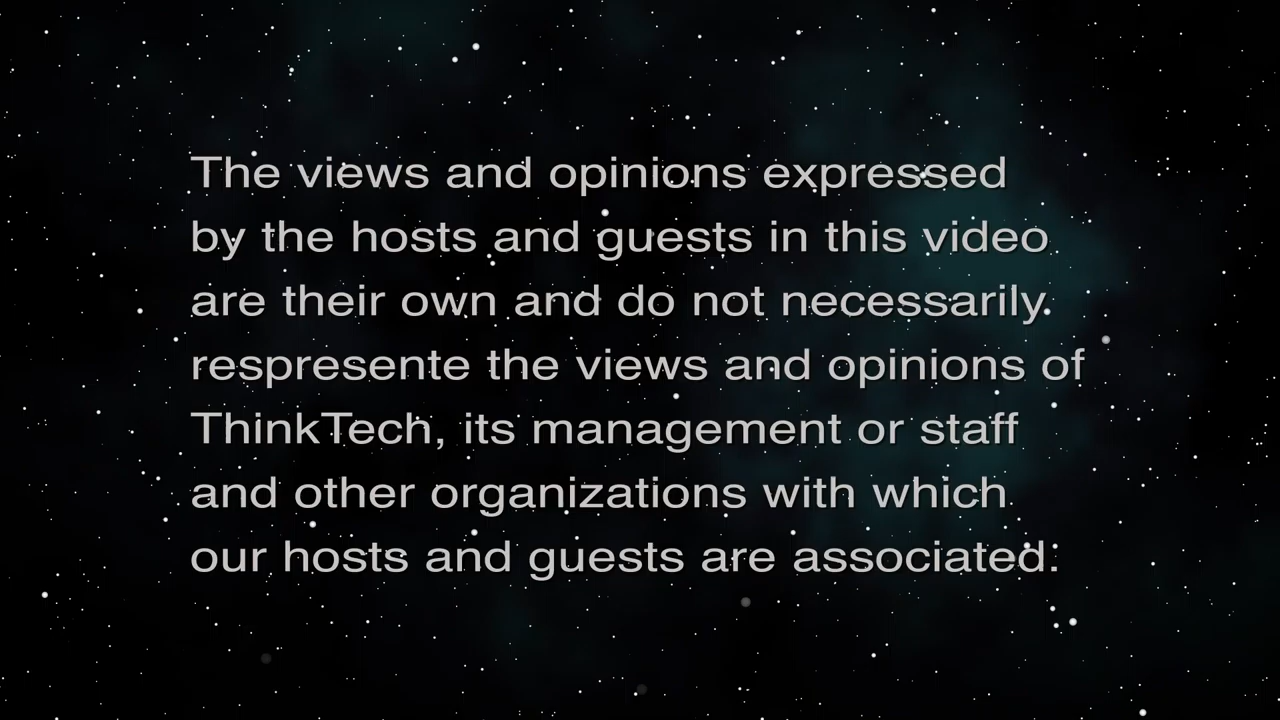 The views and opinions expressed
by the hosts and guests in this video
are their own and do not necessarily
respresente the views and opinions of
ThinkTech, its management or staff
and other organizations with which
our hosts and guests are associated.